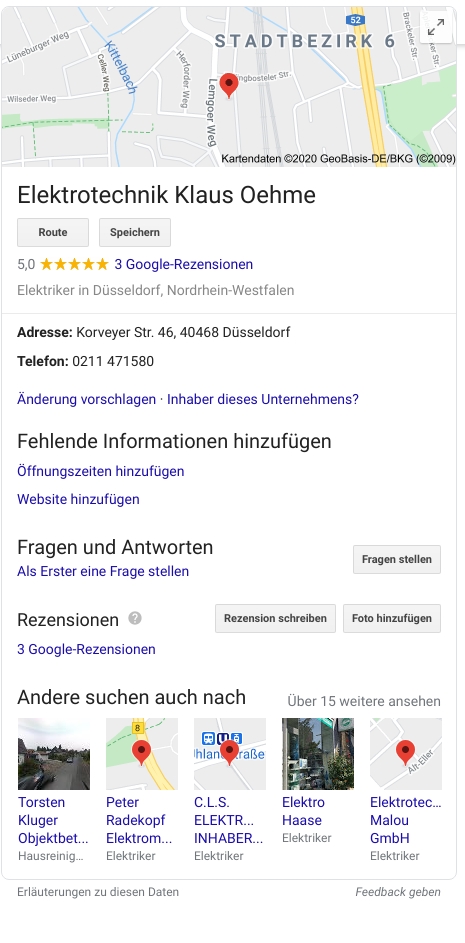 52
STADTBEZIRK 6
Lüneburger Weg
Kittelbach
Celler Weg
Herforder Weg
Lemgoer Weg
ngbosteler Str.
Brackeler Str.
Wilseder Weg
Kartendaten ©2020 GeoBasis-DE/BKG (©2009)
Elektrotechnik Klaus Oehme
Route Speichern
5,0 3 Google-Rezensionen
Elektriker in Düsseldorf, Nordrhein-Westfalen
Adresse: Korveyer Str. 46, 40468 Düsseldorf
Telefon: 0211 471580
Änderung vorschlagen · Inhaber dieses Unternehmens?
Fehlende Informationen hinzufügen
Öffnungszeiten hinzufügen
Website hinzufügen
Fragen und Antworten
Fragen stellen
Als Erster eine Frage stellen
Rezensionen ? Rezension schreiben Foto hinzufügen
3 Google-Rezensionen
Andere suchen auch nach Über 15 weitere ansehen
8
U
Uhlandstraße
Alt-Eller
Torsten
Kluger
Objektbet...
Hausreinig...
Peter
Radekopf
Elektrom...
Elektriker
C.L.S.
ELEKTR...
INHABER...
Elektriker
Elektro
Haase
Elektriker
Elektrotec...
Malou
GmbH
Elektriker
Erläuterungen zu diesen Daten Feedback geben